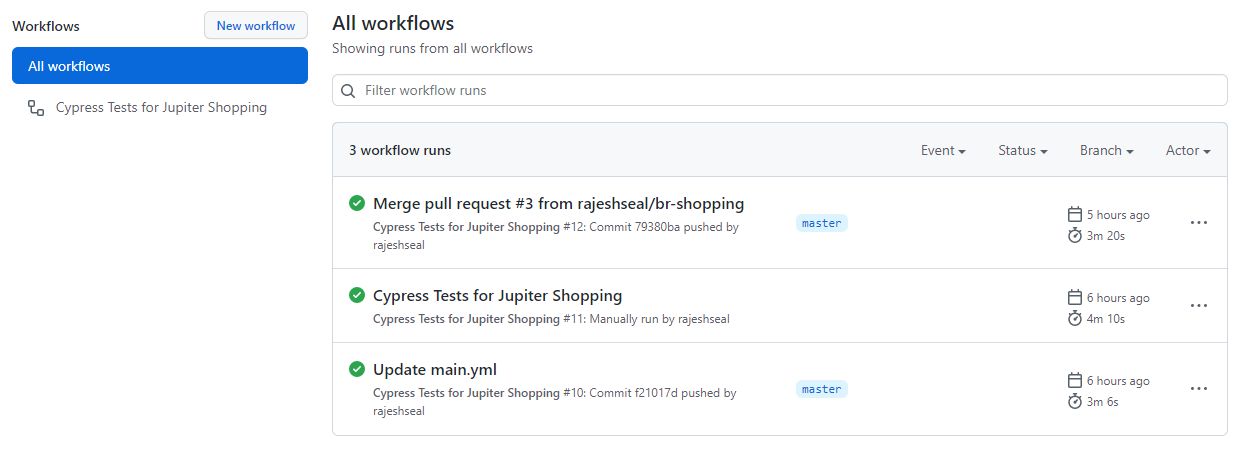 Workflows
New workflow
All workflows
Cypress Tests for Jupiter Shopping
All workflows
Showing runs from all workflows
Filter workflow runs
3 workflow runs
Event
Status
Branch
Actor
Merge pull request #3 from rajeshseal/br-shopping
Cypress Tests for Jupiter Shopping #12: Commit 79380ba pushed by
rajeshseal
master
5 hours ago
3m 20s
Cypress Tests for Jupiter Shopping
Cypress Tests for Jupiter Shopping #11: Manually run by rajeshseal
6 hours ago
4m 10s
Update main.yml
Cypress Tests for Jupiter Shopping #10: Commit f21017d pushed by
rajeshseal
master
6 hours ago
3m 6s